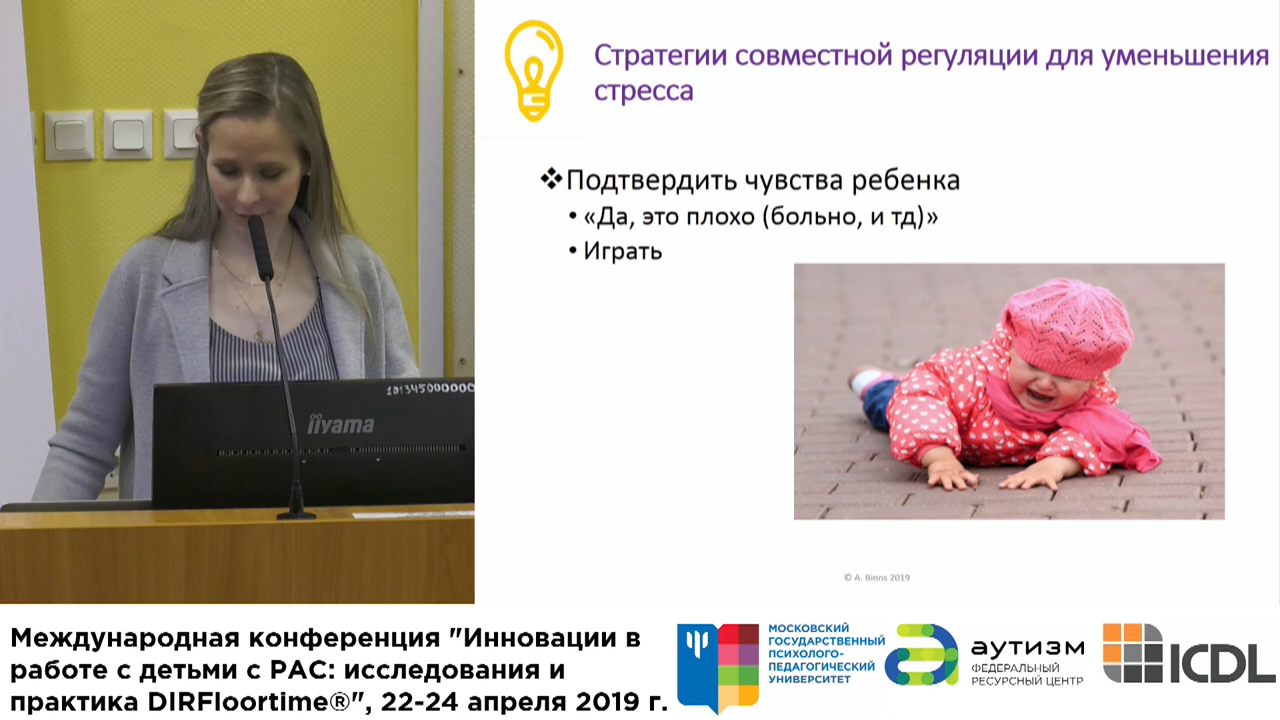 Стратегии совместной регуляции для уменьшения
стресса
❖Подтвердить чувства ребенка
• «Да, это плохо (больно, и тд)»
• Играть
101345000000
iiyama
© A. Binns 2019
Международная конференция "Инновации в
работе с детьми с РАС: исследования и
практика DIRFloortime®", 22-24 апреля 2019 г.
МОСКОВСКИЙ
ГОСУДАРСТВЕННЫЙ
ПСИХОЛОГО-
ПЕДАГОГИЧЕСКИЙ
УНИВЕРСИТЕТ
аутизм
ФЕДЕРАЛЬНЫЙ
РЕСУРСНЫЙ ЦЕНТР
ICDL